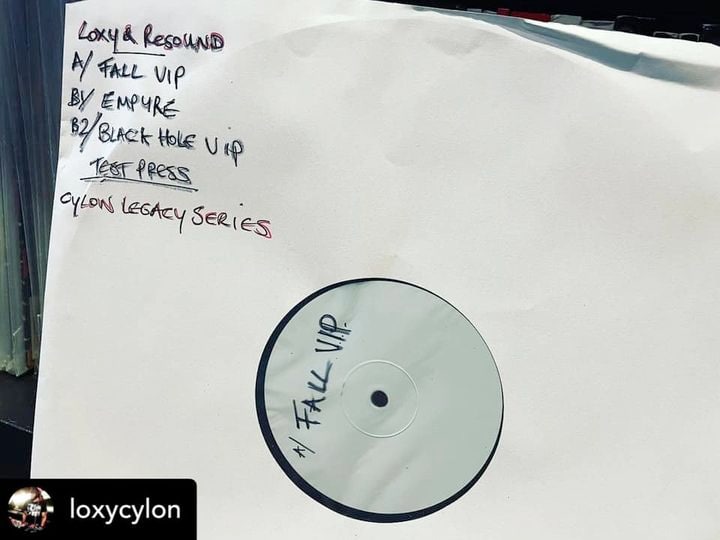 Loxy & RESOUND
A/ FALL VIP
B1/ EMPYRE
B2/ BLACK HOLE VIP
TEST PRESS
CYLON LEGACY SERIES
A/ FALL V.I.P.
loxycylon